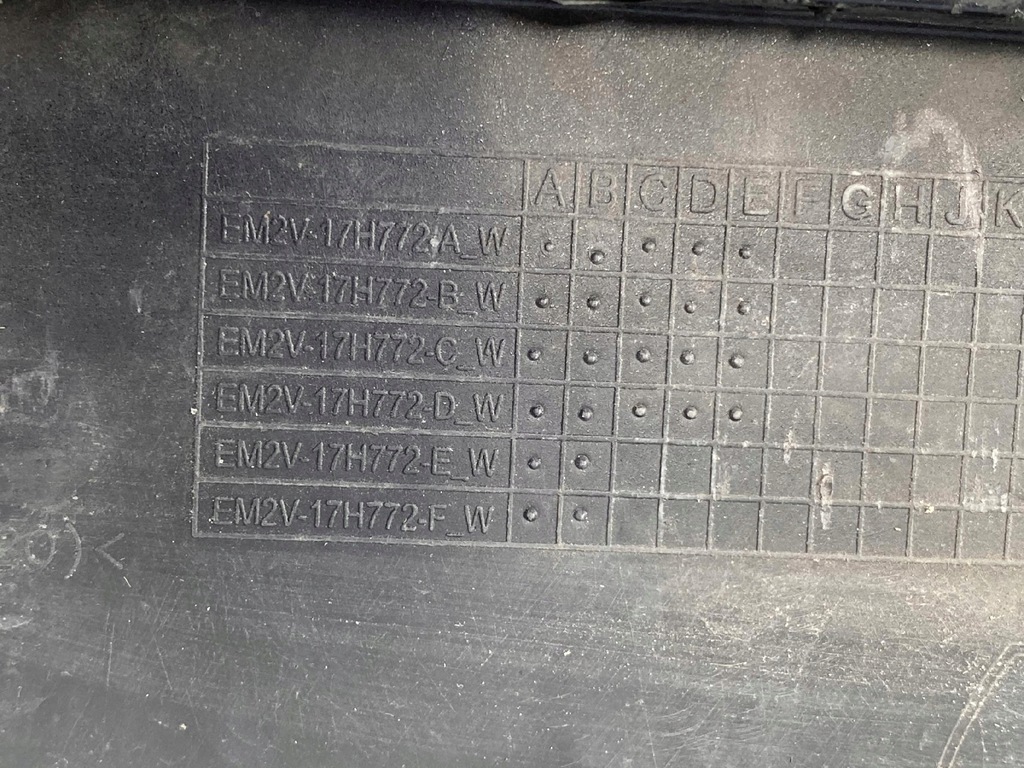 A B C D E F G H J K
EM2V-17H772-A_W
EM2V-17H772-B_W
EM2V-17H772-C_W
EM2V-17H772-D_W
EM2V-17H772-E_W
EM2V-17H772-F_W